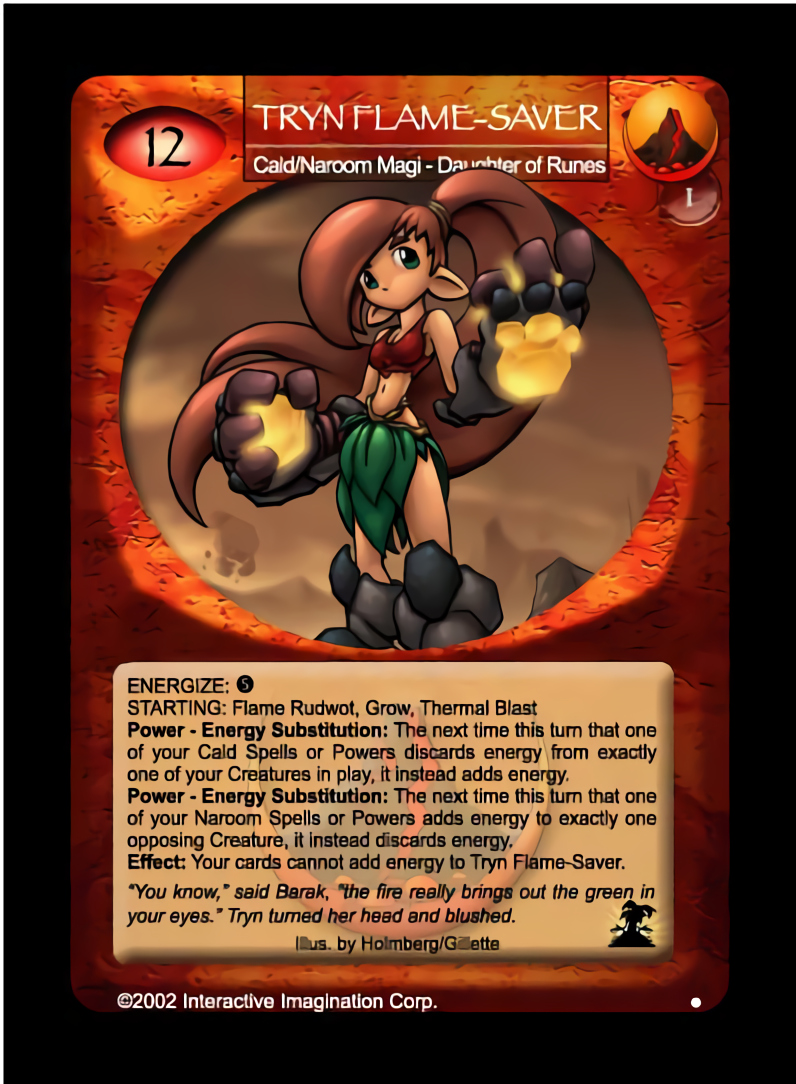 12
TRYN FLAME-SAVER
Cald/Naroom Magi - Daughter of Runes
I
ENERGIZE: 5
STARTING: Flame Rudwot, Grow, Thermal Blast
Power - Energy Substitution: The next time this turn that one
of your Cald Spells or Powers discards energy from exactly
one of your Creatures in play, it instead adds energy.
Power - Energy Substitution: The next time this turn that one
of your Naroom Spells or Powers adds energy to exactly one
opposing Creature, it instead discards energy.
Effect: Your cards cannot add energy to Tryn Flame-Saver.
"You know," said Barak, "the fire really brings out the green in
your eyes." Tryn turned her head and blushed.
Illus. by Holmberg/Gillette
©2002 Interactive Imagination Corp.